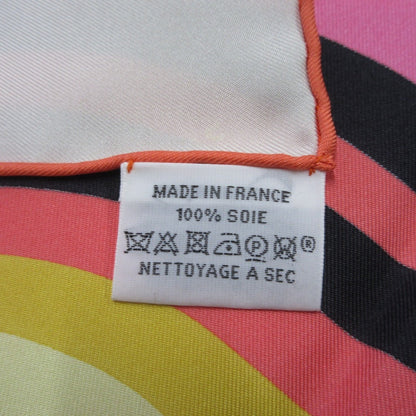 MADE IN FRANCE
100% SOIE
P ®
NETTOYAGE A SEC